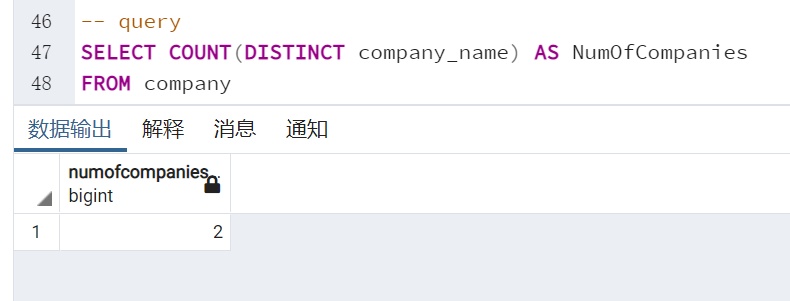 46 -- query
47 SELECT COUNT(DISTINCT company_name) AS NumOfCompanies
48 FROM company
数据输出 解释 消息 通知
numofcompanies
bigint
1 2